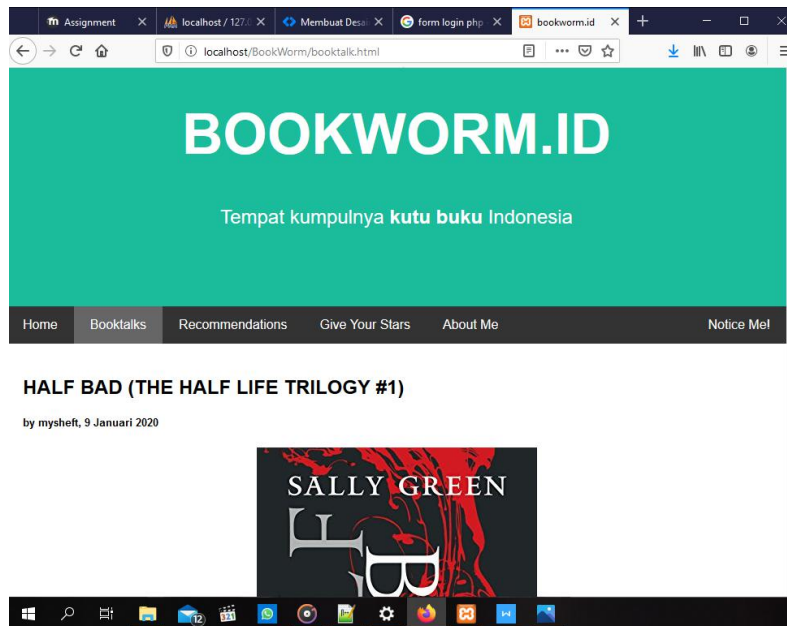 Assignment
localhost / 127.0
Membuat Desai
form login php
bookworm.id
localhost/BookWorm/booktalk.html
BOOKWORM.ID
Tempat kumpulnya kutu buku Indonesia
Home Booktalks Recommendations Give Your Stars About Me Notice Me!
HALF BAD (THE HALF LIFE TRILOGY #1)
by mysheft, 9 Januari 2020
SALLY GREEN
12